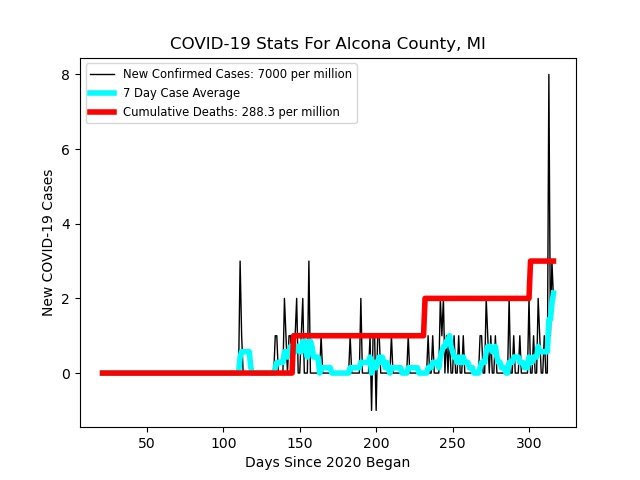 COVID-19 Stats For Alcona County, MI
New Confirmed Cases: 7000 per million
7 Day Case Average
Cumulative Deaths: 288.3 per million
New COVID-19 Cases
8
6
4
2
0
50 100 150 200 250 300
Days Since 2020 Began